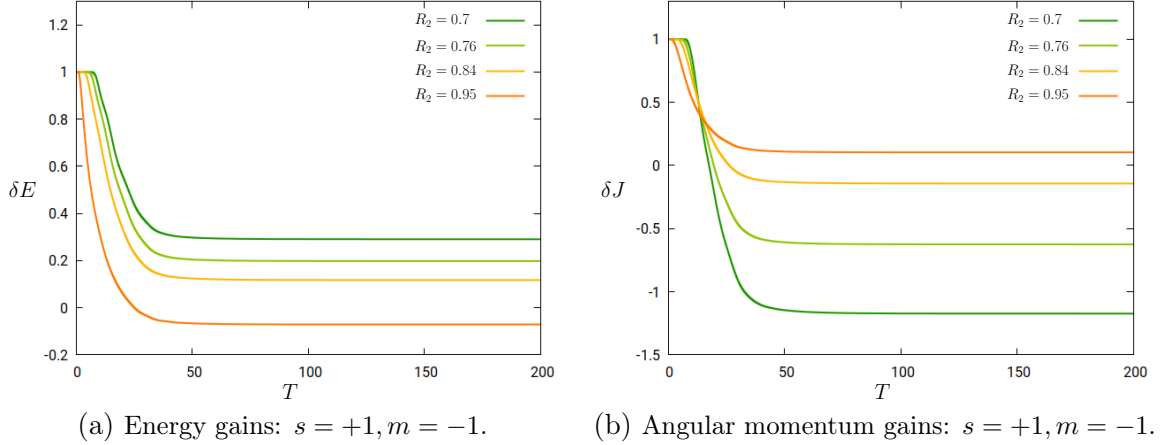 1.2
1
0.8
0.6
0.4
0.2
0
-0.2
δE
R₂ = 0.7
R₂ = 0.76
R₂ = 0.84
R₂ = 0.95
0 50 100 150 200
T
(a) Energy gains: s = +1, m = −1.
1
0.5
0
-0.5
-1
-1.5
δJ
R₂ = 0.7
R₂ = 0.76
R₂ = 0.84
R₂ = 0.95
0 50 100 150 200
T
(b) Angular momentum gains: s = +1, m = −1.